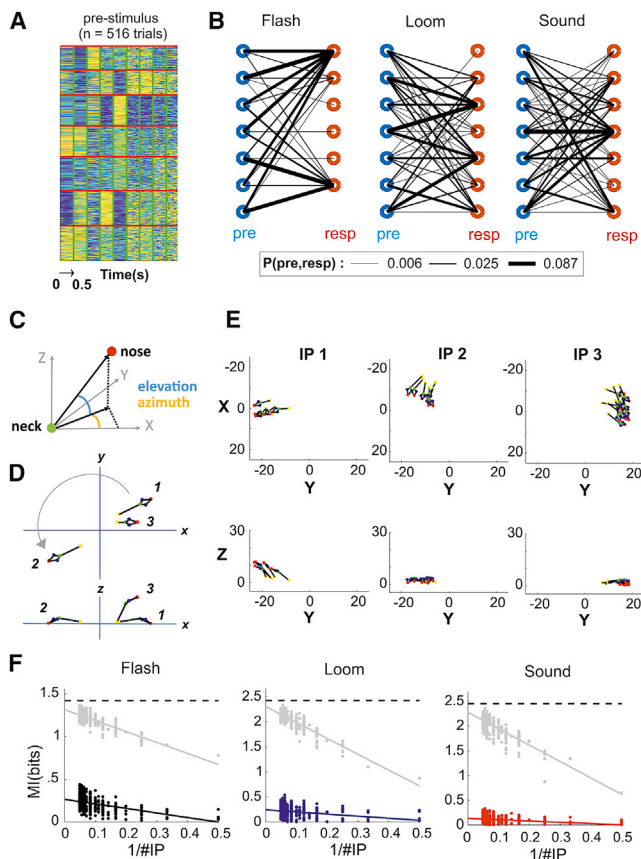 A
pre-stimulus
(n = 516 trials)
0 0.5
Time(s)
B
Flash
Loom
Sound
pre
resp
pre
resp
pre
resp
P(pre,resp) : 0.006 0.025 0.087
C
Z
nose
Y
elevation
azimuth
neck
X
D
y
1
3
x
2
z
3
2
1
x
E
IP 1
IP 2
IP 3
-20
-20
-20
X
0
0
0
20
20
20
-20 0 20
-20 0 20
-20 0 20
Y
Y
Y
30
30
30
Z
0
0
0
-20 0 20
-20 0 20
-20 0 20
Y
Y
Y
F
Flash
Loom
Sound
MI(bits)
1.5
1
.5
0
0 0.1 0.2 0.3 0.4 0.5
1/#IP
2.5
2
1.5
1
0.5
0
0 0.1 0.2 0.3 0.4 0.5
1/#IP
2.5
2
1.5
1
0.5
0
0 0.1 0.2 0.3 0.4 0.5
1/#IP